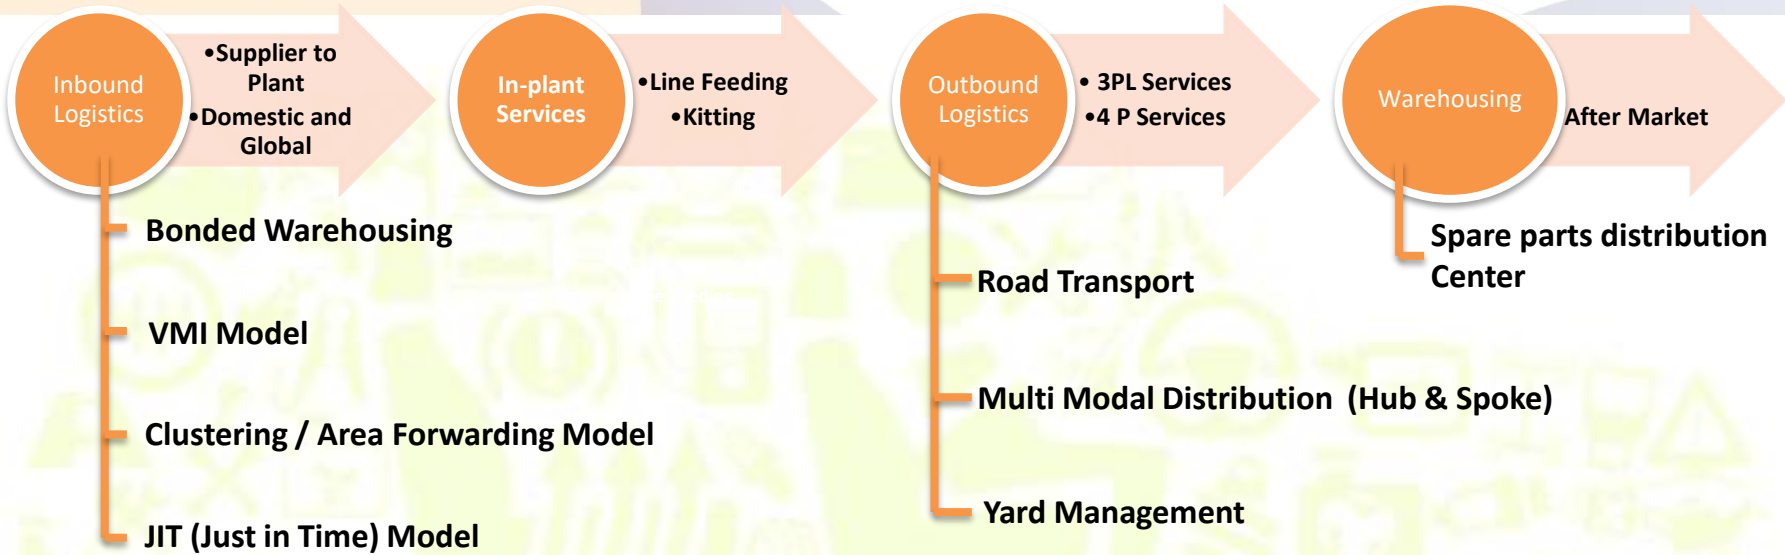 Inbound
Logistics
•Supplier to
Plant
•Domestic and
Global
In-plant
Services
•Line Feeding
•Kitting
Outbound
Logistics
• 3PL Services
•4 P Services
Warehousing
After Market
Bonded Warehousing
VMI Model
Clustering / Area Forwarding Model
JIT (Just in Time) Model
Road Transport
Multi Modal Distribution (Hub & Spoke)
Yard Management
Spare parts distribution
Center